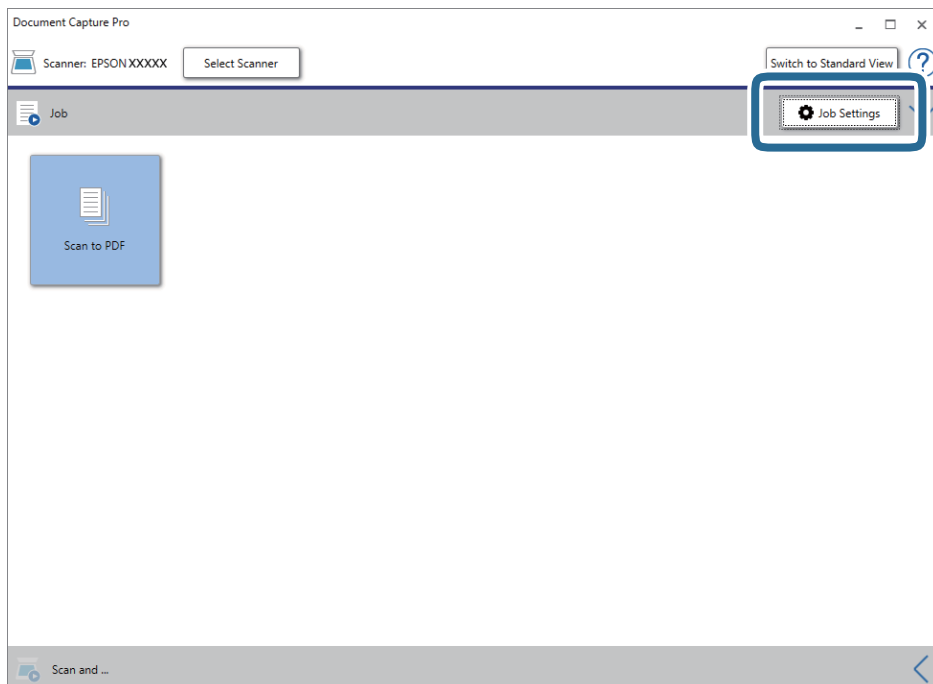 Document Capture Pro
Scanner: EPSON XXXXX Select Scanner Switch to Standard View ?
Job Job Settings
Scan to PDF
Scan and ...